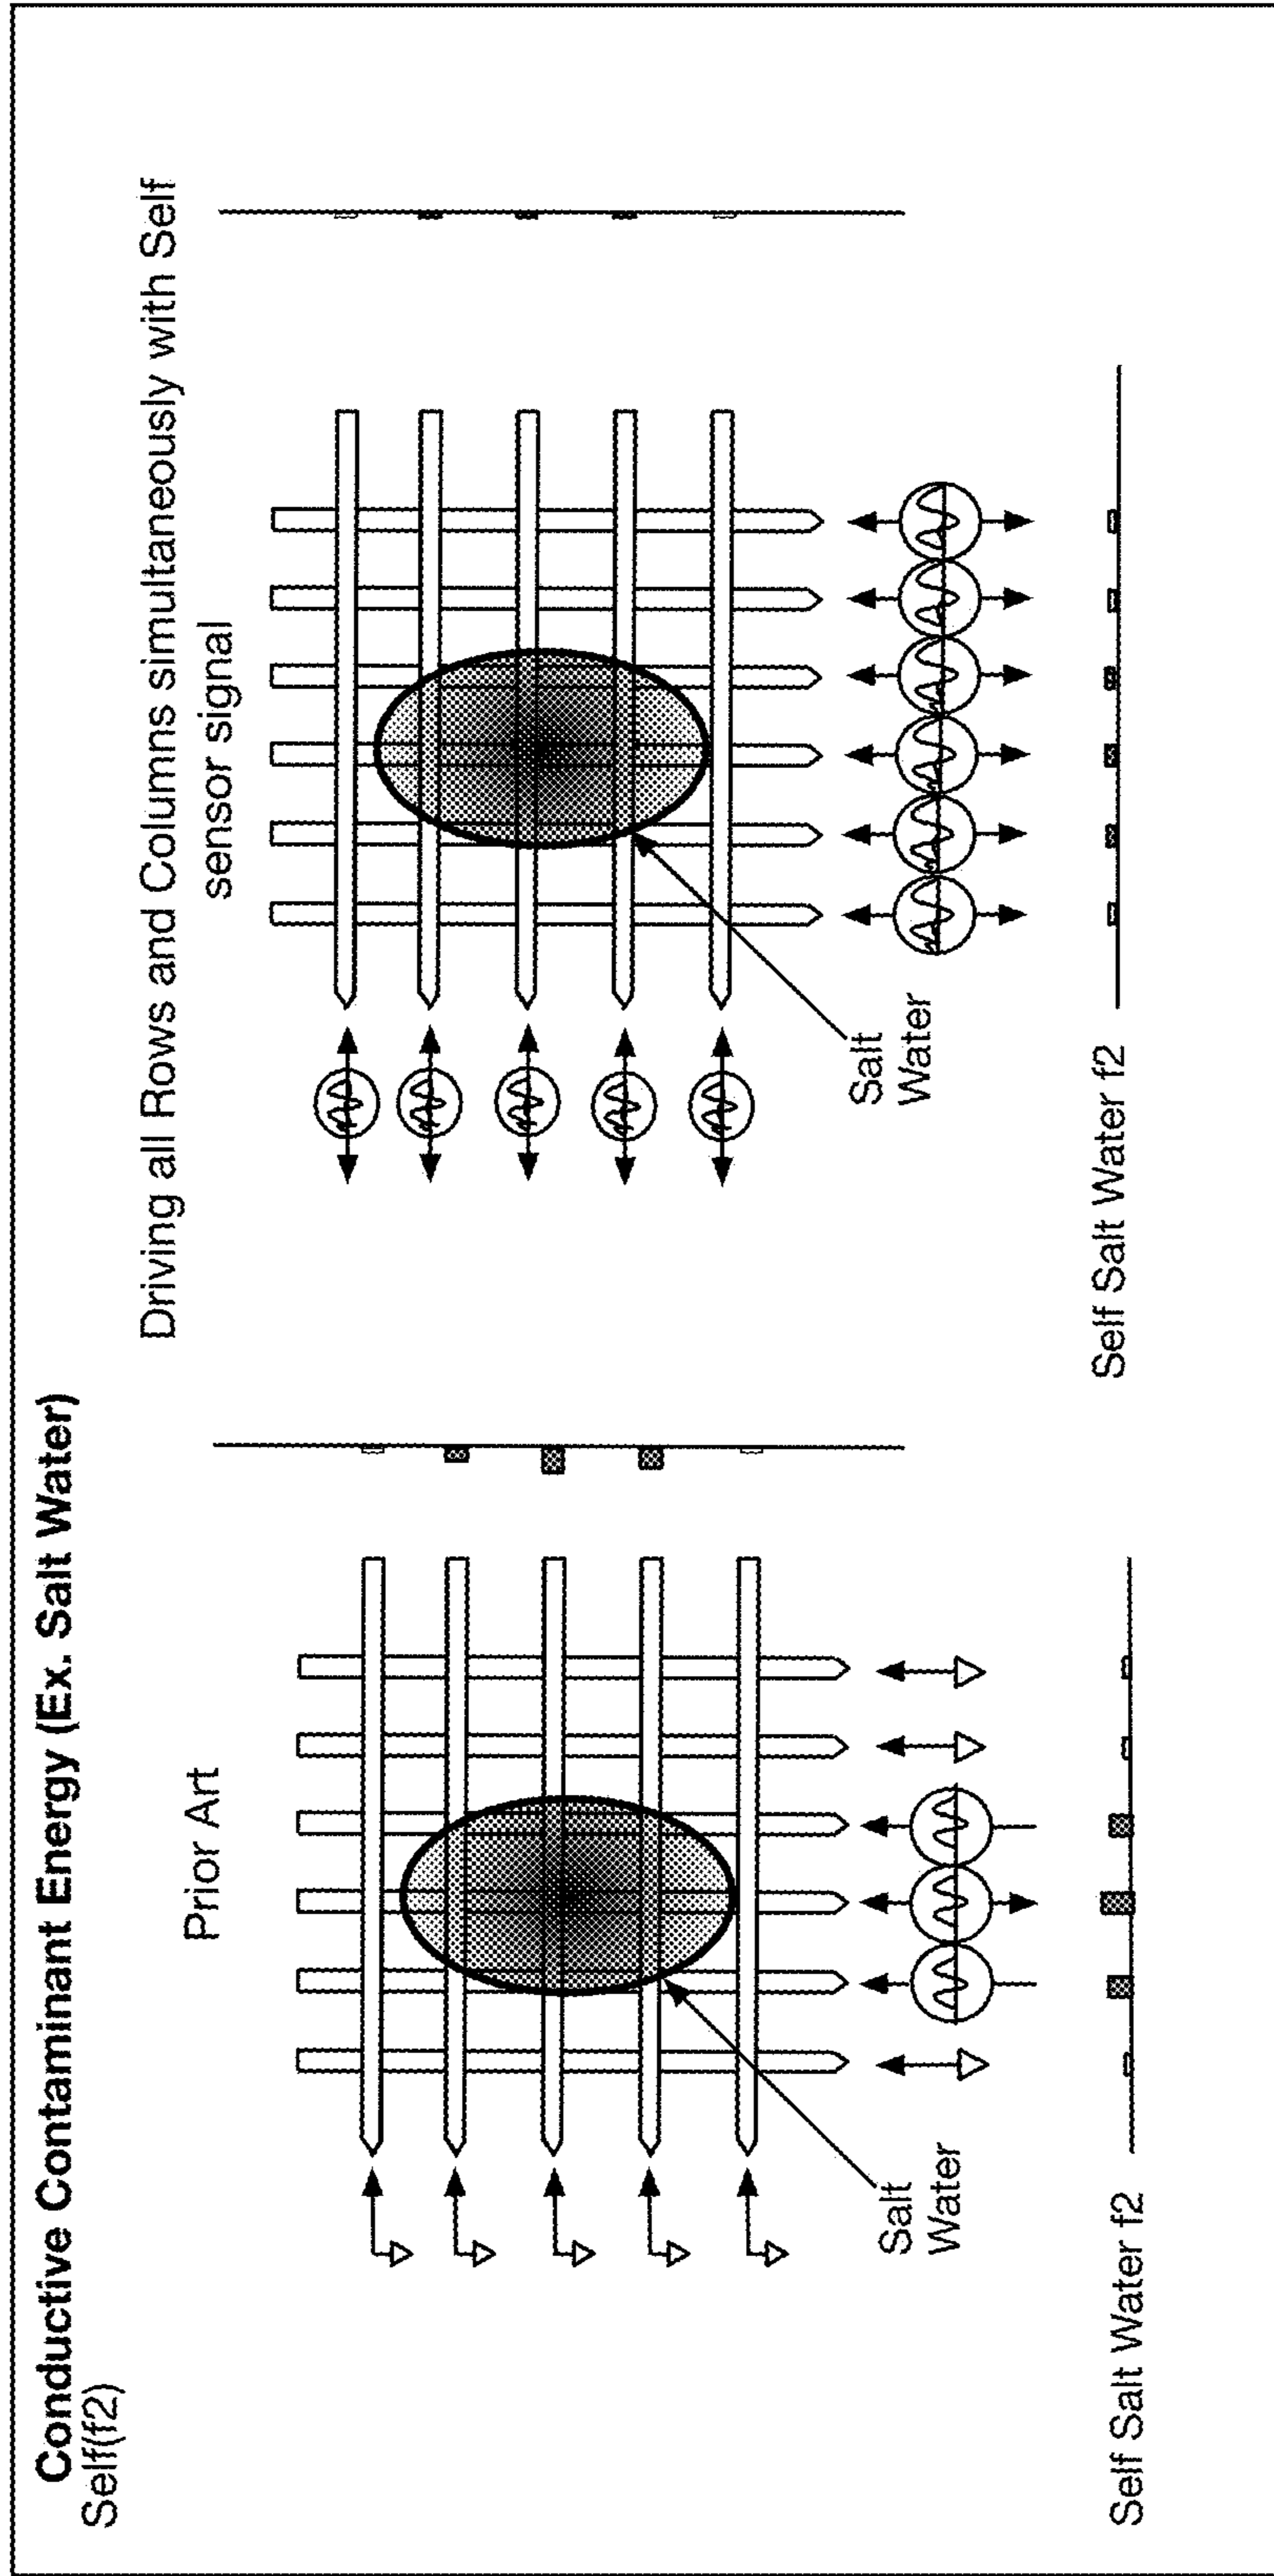 Conductive Contaminant Energy (Ex. Salt Water)
Self(f2)
Prior Art
Salt
Water
Self Salt Water f2
Driving all Rows and Columns simultaneously with Self
sensor signal
Salt
Water
Self Salt Water f2